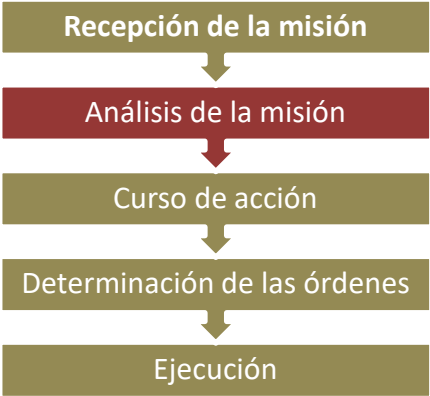 Recepción de la misión
Análisis de la misión
Curso de acción
Determinación de las órdenes
Ejecución